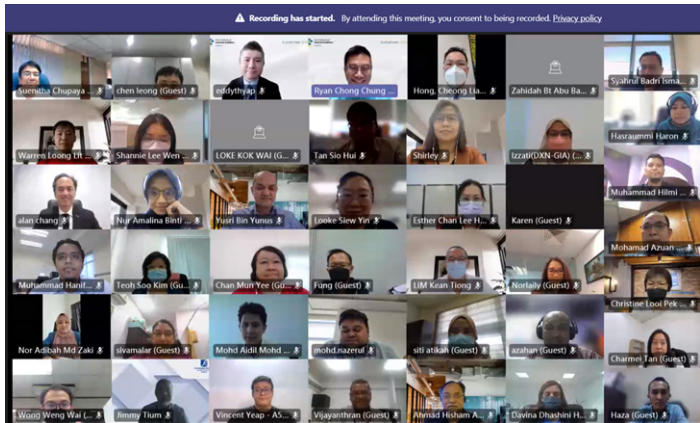 Recording has started. By attending this meeting, you consent to being recorded. Privacy policy
Suenitha Chupaya ...
chen leong (Guest)
eddythyap
Ryan Chong Chung ...
Hong, Cheong Lia...
Zahidah Bt Abu Ba...
Syahrul Badri Isma...
Warren Loong Lit ...
Shannie Lee Wen ...
LOKE KOK WAI (G...
Tan Sio Hui
Shirley
Izzati(DXN-GIA) (...
Hasraummi Haron
alan chang
Nur Amalina Binti ...
Yusri Bin Yunus
Looke Siew Yin
Esther Chan Lee H...
Karen (Guest)
Muhammad Hilmi ...
Muhammad Hanif...
Teoh Soo Kim (Gu...
Chan Mun Yee (Gu...
Fung (Guest)
LIM Kean Tiong
Norlaily (Guest)
Mohamad Azuan ...
Nor Adibah Md Zaki
sivamalar (Guest)
Mohd Aidil Mohd ...
mohd.nazerul
siti atikah (Guest)
azahan (Guest)
Christine Looi Pek ...
Charmei Tan (Guest)
Wong Weng Wai (...
Jimmy Tium
Vincent Yeap - A5...
Vijayanthran (Guest)
Ahmad Hisham A...
Davina Dhashini H...
Haza (Guest)